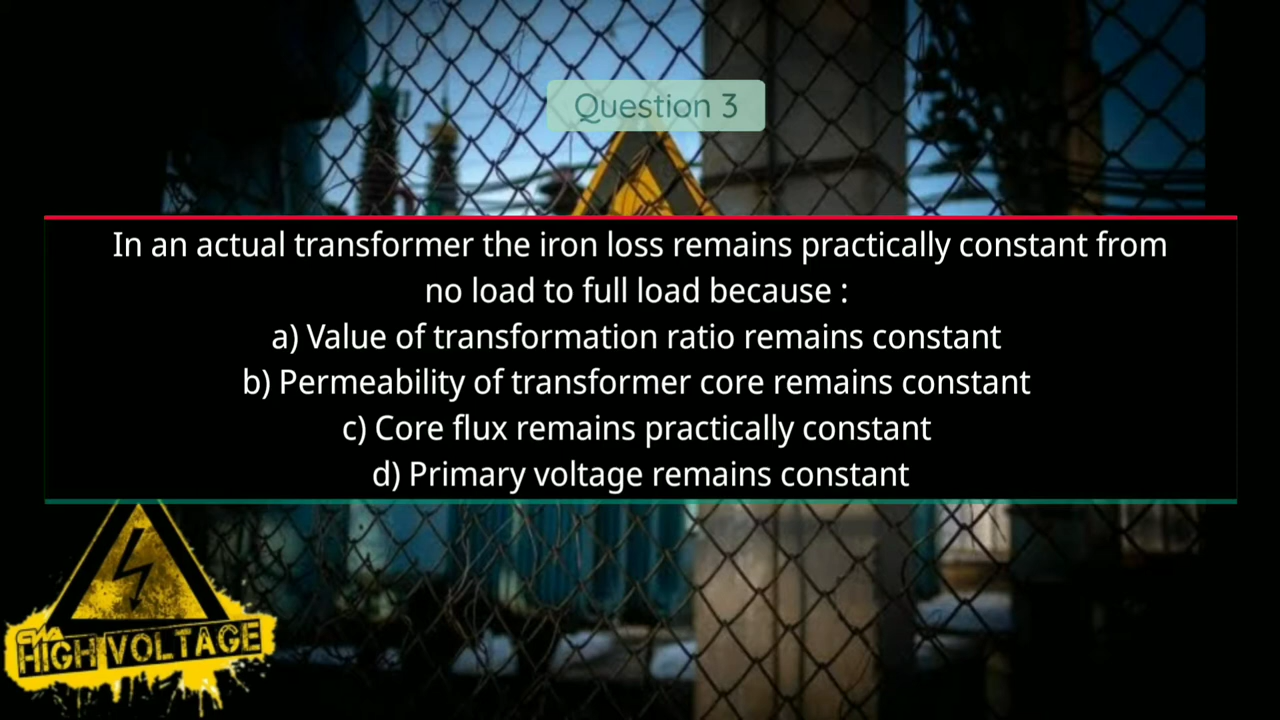 Question 3
In an actual transformer the iron loss remains practically constant from
no load to full load because :
a) Value of transformation ratio remains constant
b) Permeability of transformer core remains constant
c) Core flux remains practically constant
d) Primary voltage remains constant
HIGH VOLTAGE